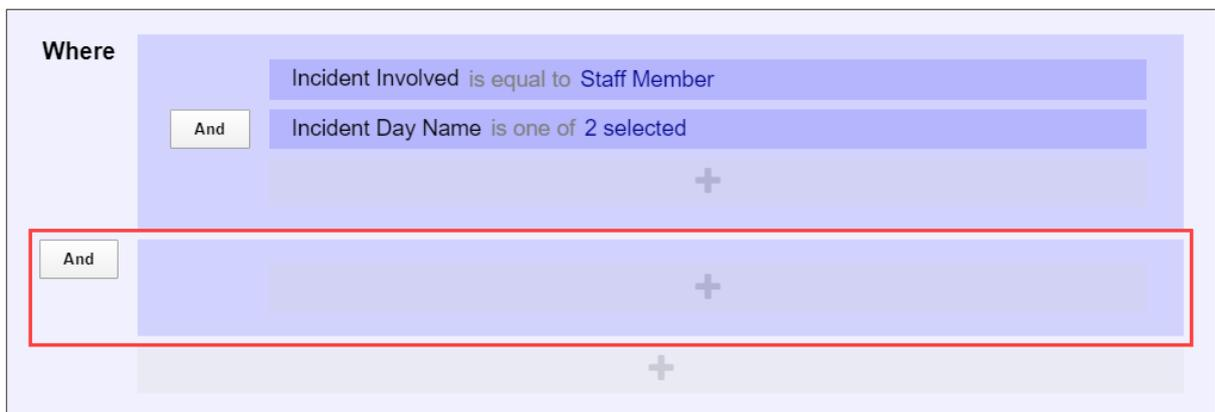 Where
Incident Involved is equal to Staff Member
And
Incident Day Name is one of 2 selected
And